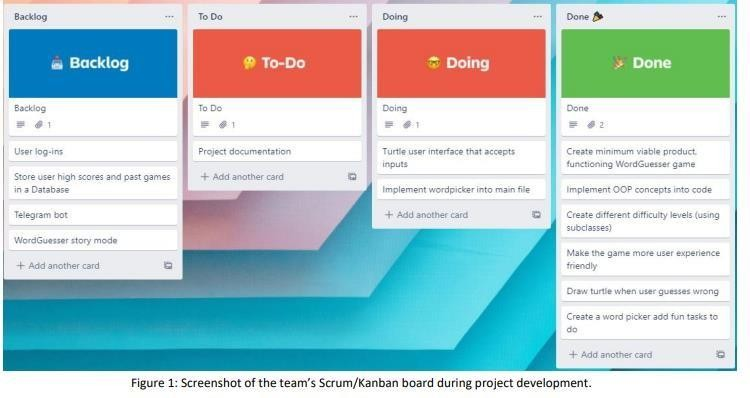 Backlog
Backlog
Backlog
1
User log-ins
Store user high scores and past games
in a Database
Telegram bot
WordGuesser story mode
+ Add another card
To Do
To-Do
To Do
1
Project documentation
+ Add another card
Doing
Doing
Doing
1
Turtle user interface that accepts
inputs
Implement wordpicker into main file
+ Add another card
Done
Done
Done
2
Create minimum viable product,
functioning WordGuesser game
Implement OOP concepts into code
Create different difficulty levels (using
subclasses)
Make the game more user experience
friendly
Draw turtle when user guesses wrong
Create a word picker add fun tasks to
do
+ Add another card
Figure 1: Screenshot of the team's Scrum/Kanban board during project development.